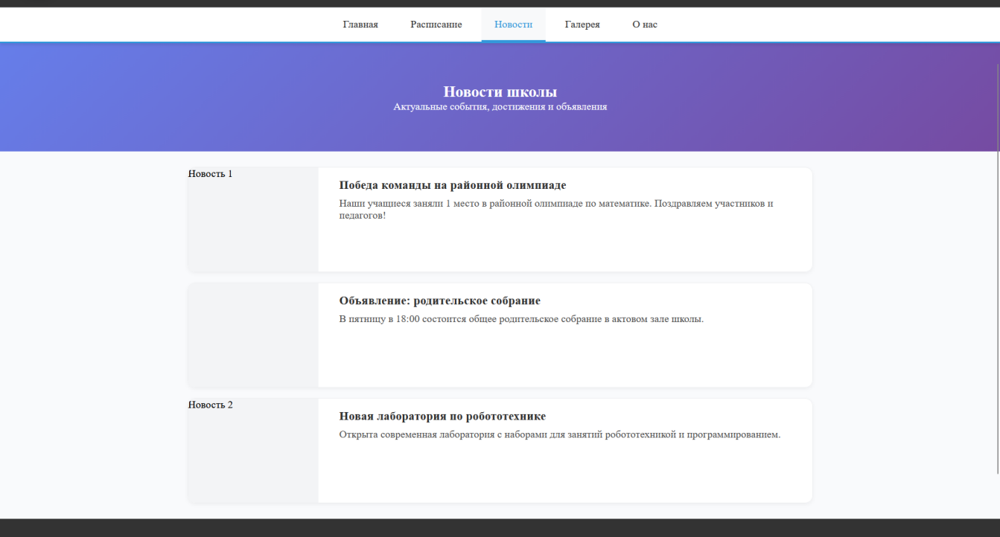 Главная Расписание Новости Галерея О нас
Новости школы
Актуальные события, достижения и объявления
Новость 1
Победа команды на районной олимпиаде
Наши учащиеся заняли 1 место в районной олимпиаде по математике. Поздравляем участников и
педагогов!
Объявление: родительское собрание
В пятницу в 18:00 состоится общее родительское собрание в актовом зале школы.
Новость 2
Новая лаборатория по робототехнике
Открыта современная лаборатория с наборами для занятий робототехникой и программированием.